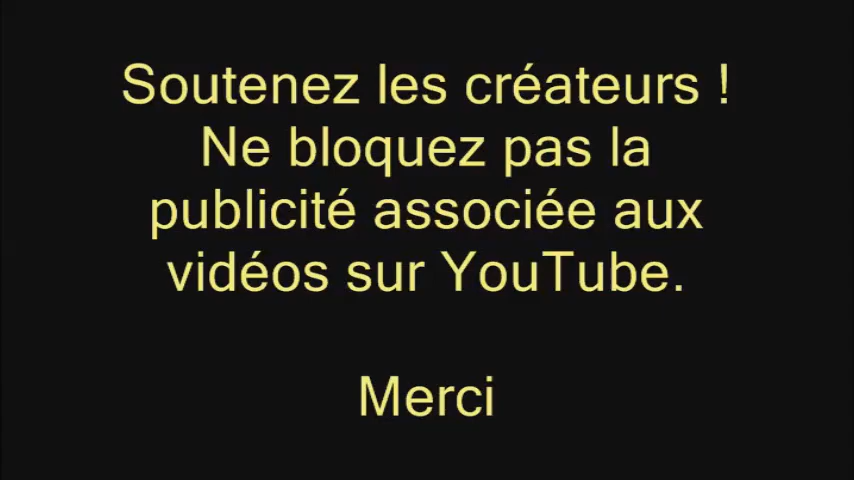 Soutenez les créateurs !
Ne bloquez pas la
publicité associée aux
vidéos sur YouTube.
Merci